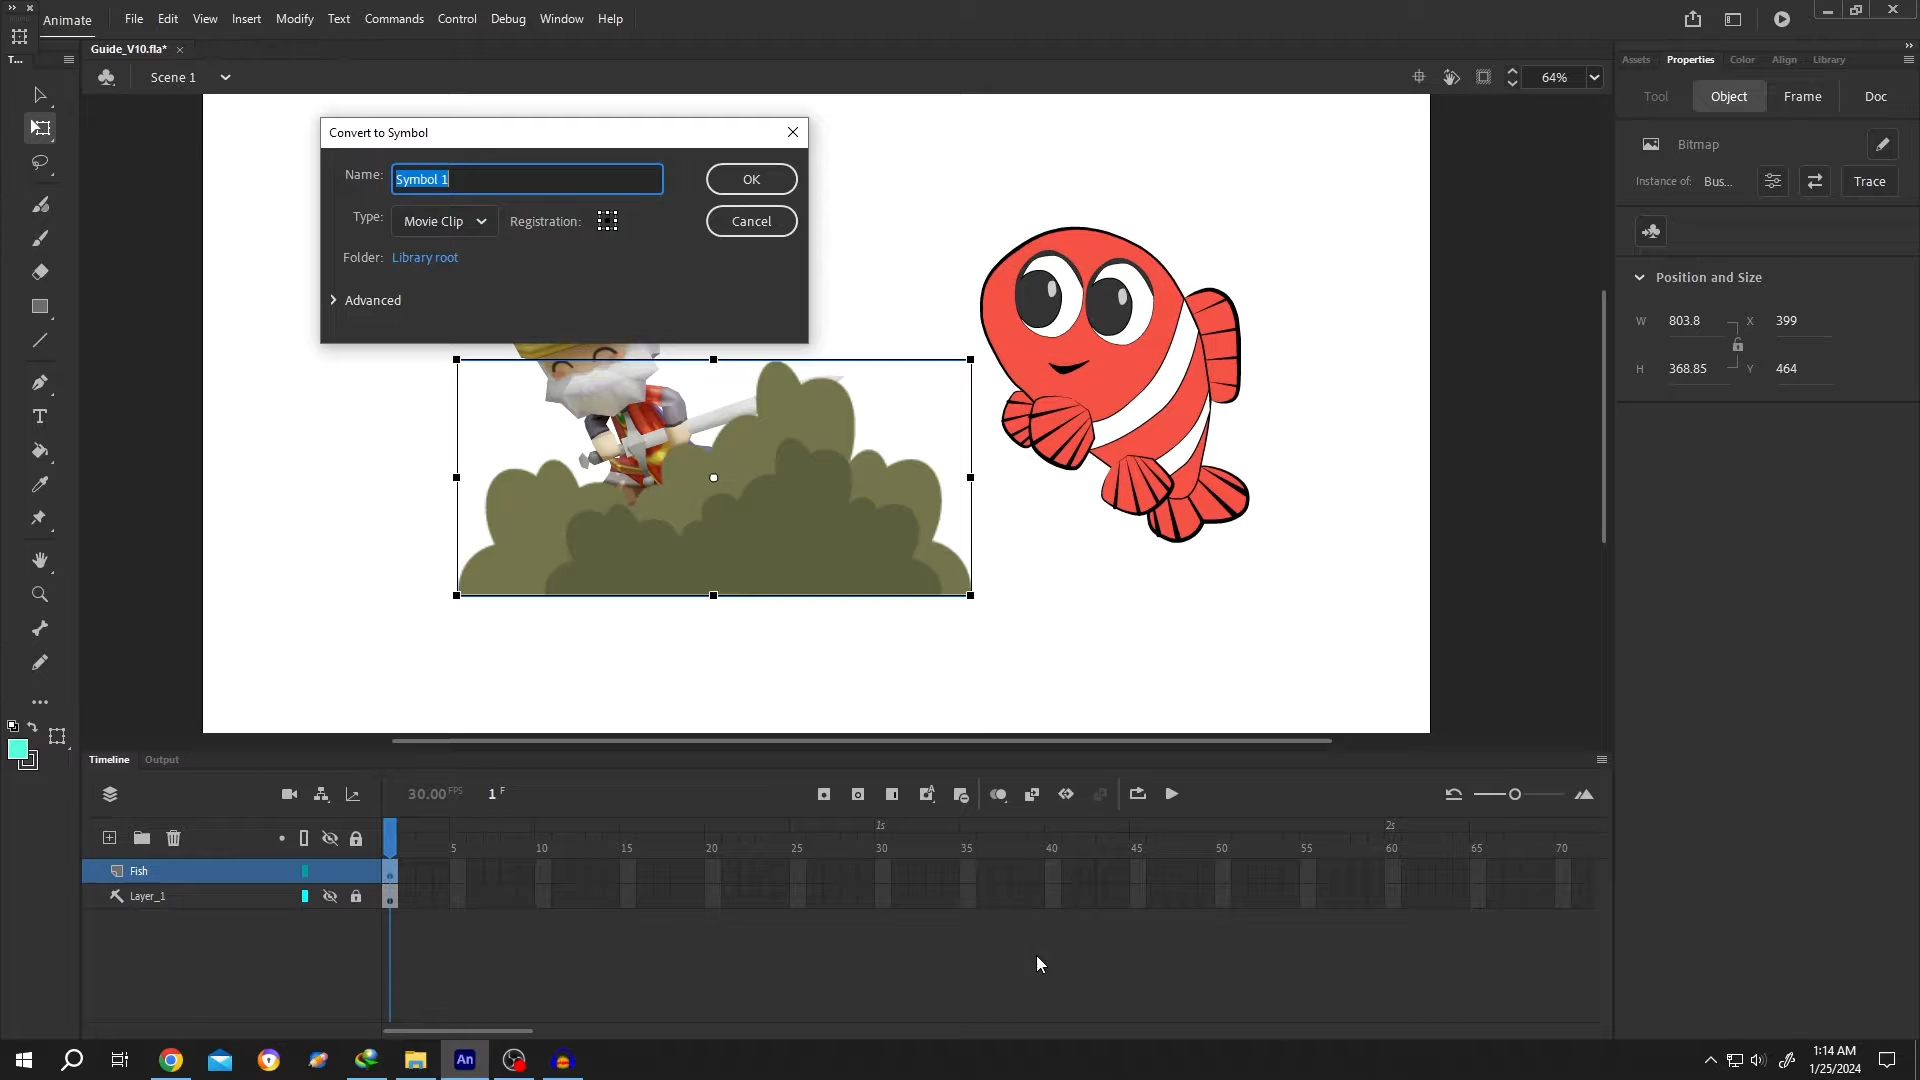 Animate File Edit View Insert Modify Text Commands Control Debug Window Help
T...
Guide_V10.fla* ×
Scene 1
64%
Assets Properties Color Align Library
Tool Object Frame Doc
Bitmap
Instance of: Bus... Trace
Position and Size
W 803.8 X 399
H 368.85 Y 464
Convert to Symbol
Name: Symbol 1 OK
Type: Movie Clip Registration: Cancel
Folder: Library root
Advanced
Timeline Output
30.00 FPS 1 F
1s 2s
5 10 15 20 25 30 35 40 45 50 55 60 65 70
Fish
Layer_1
An
1:14 AM
1/25/2024